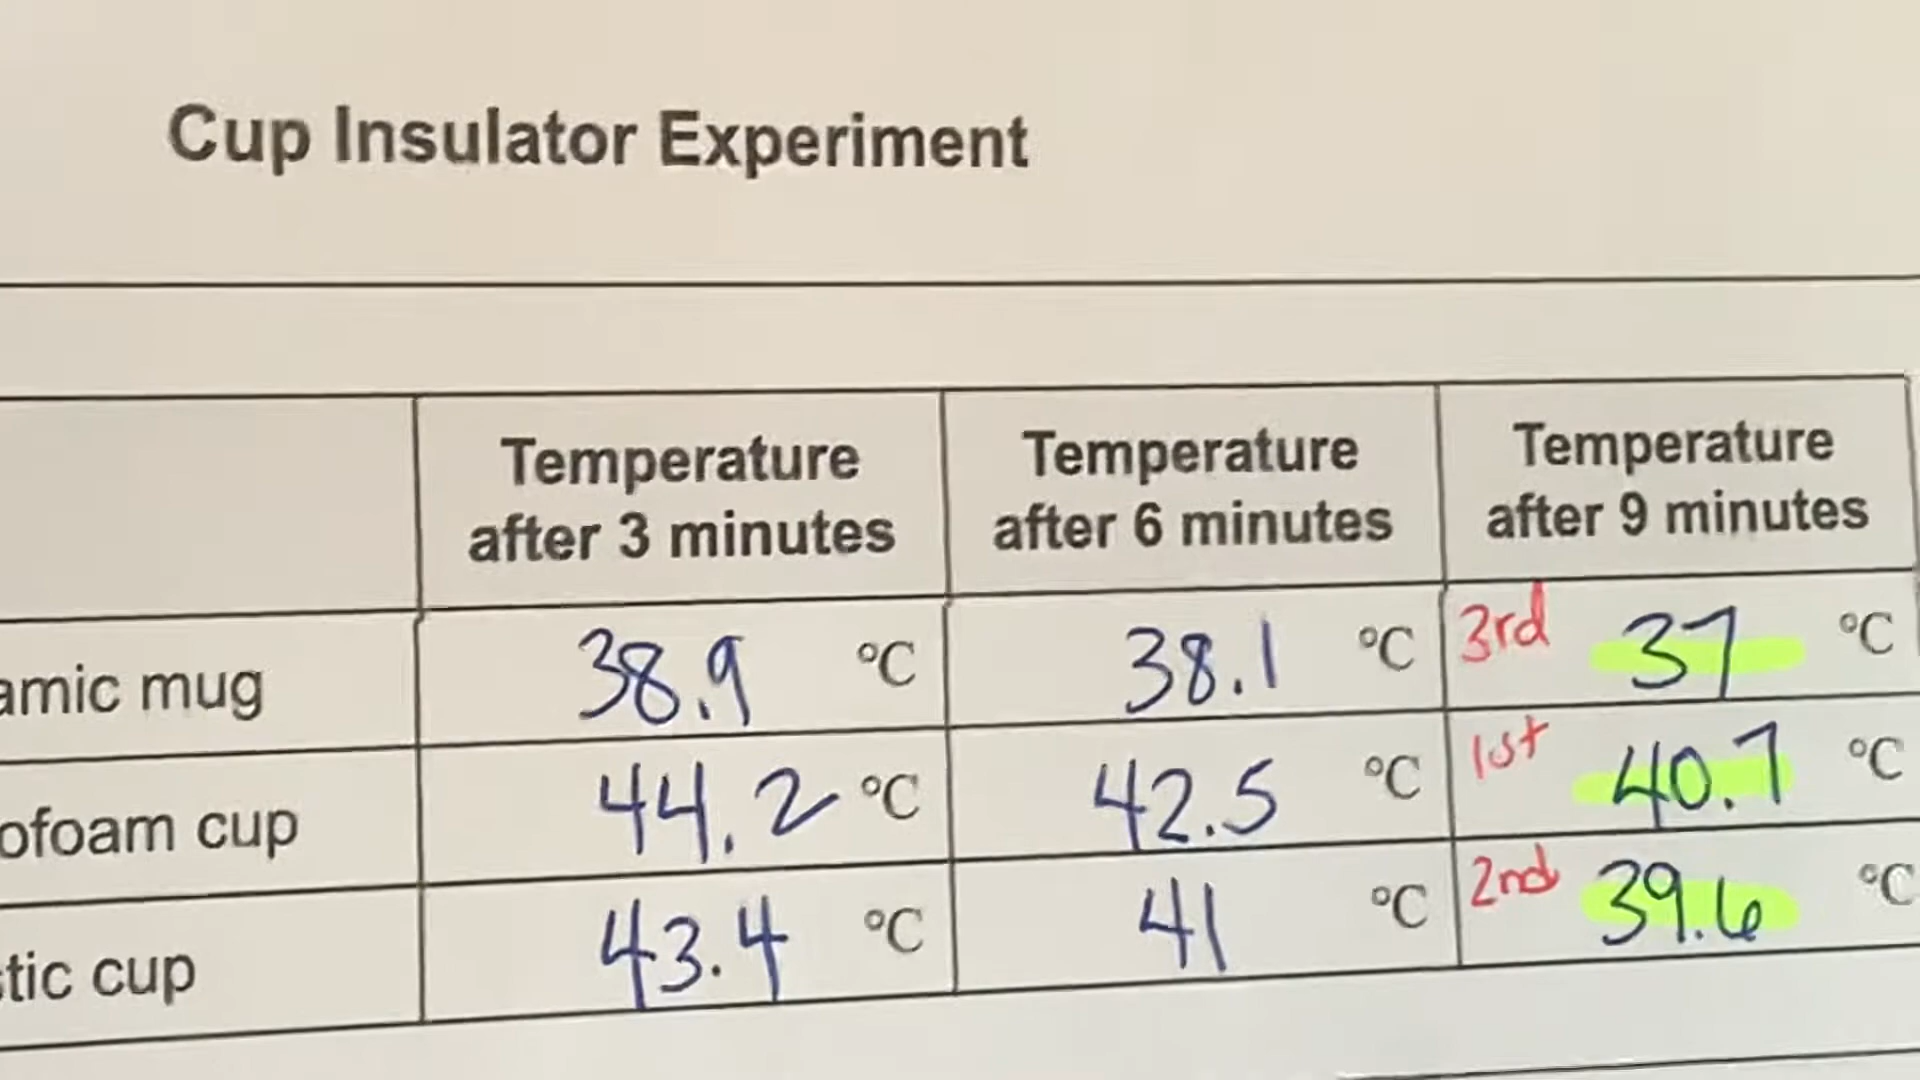 Cup Insulator Experiment
Temperature after 3 minutes Temperature after 6 minutes Temperature after 9 minutes
amic mug 38.9 °C 38.1 °C 3rd 37 °C
ofoam cup 44.2 °C 42.5 °C 1st 40.7 °C
stic cup 43.4 °C 41 °C 2nd 39.6 °C